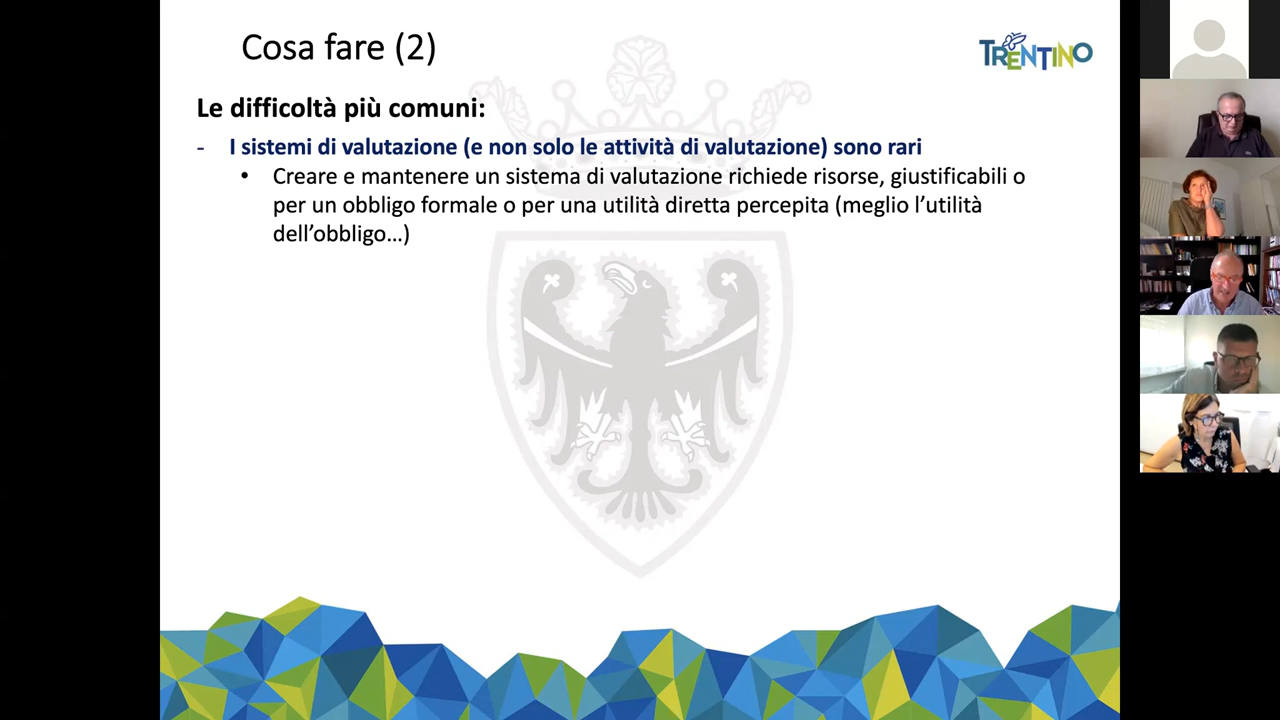 Cosa fare (2)
TRENTINO
Le difficoltà più comuni:
- I sistemi di valutazione (e non solo le attività di valutazione) sono rari
• Creare e mantenere un sistema di valutazione richiede risorse, giustificabili o
per un obbligo formale o per una utilità diretta percepita (meglio l’utilità
dell’obbligo…)